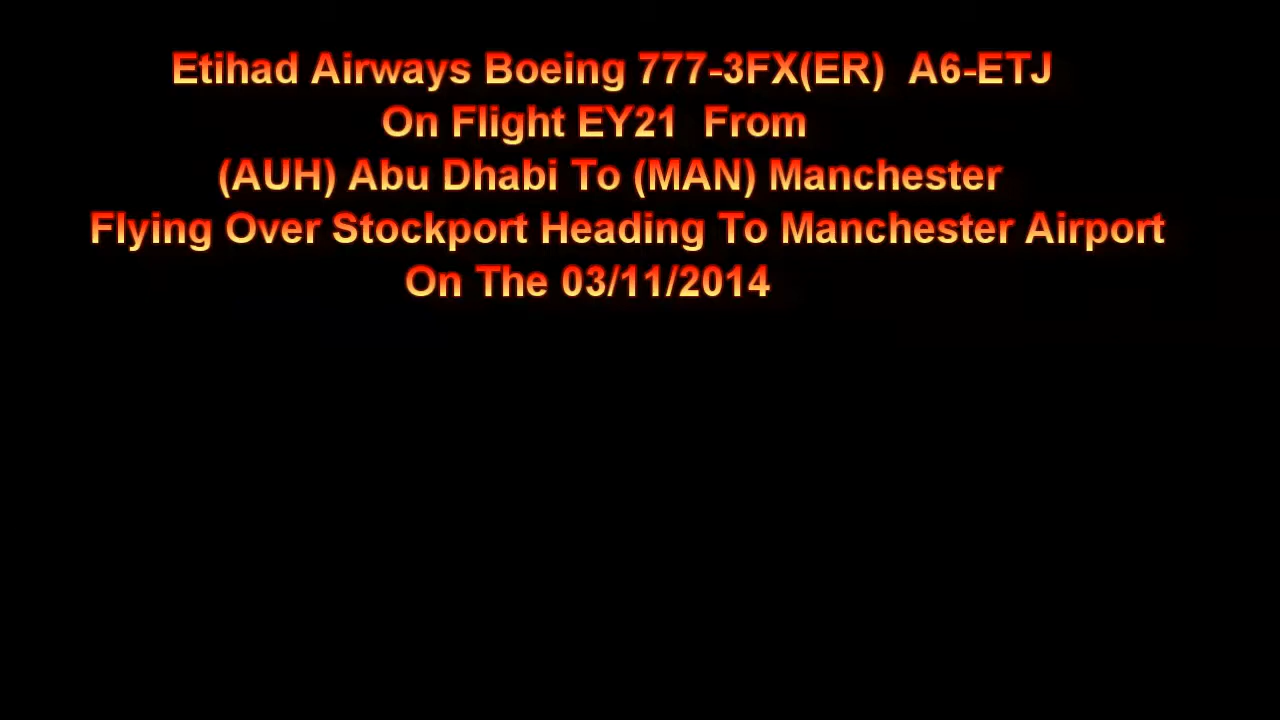 Etihad Airways Boeing 777-3FX(ER)  A6-ETJ
On Flight EY21  From
(AUH) Abu Dhabi To (MAN) Manchester
Flying Over Stockport Heading To Manchester Airport
On The 03/11/2014